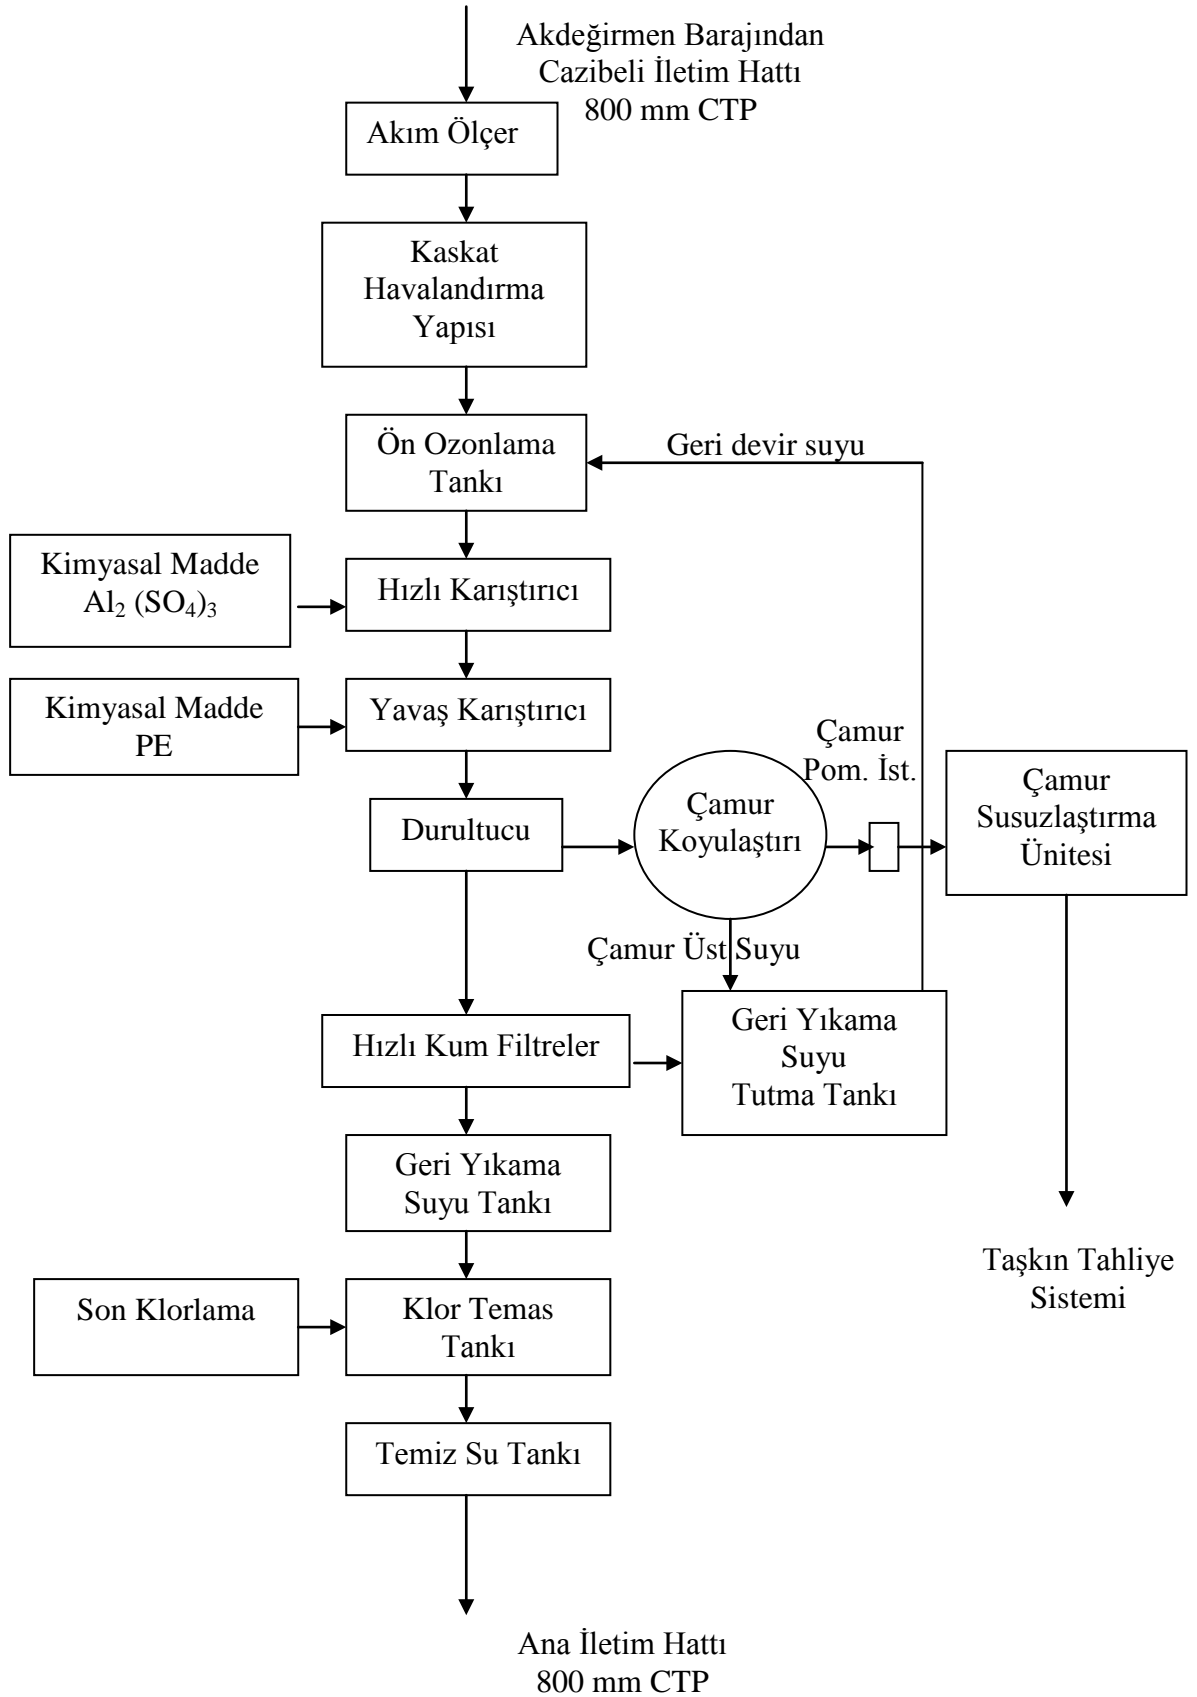 Akdeğirmen Barajından
Cazibeli İletim Hattı
800 mm CTP
Akım Ölçer
Kaskat
Havalandırma
Yapısı
Ön Ozonlama
Tankı
Geri devir suyu
Kimyasal Madde
Al₂ (SO₄)₃
Hızlı Karıştırıcı
Kimyasal Madde
PE
Yavaş Karıştırıcı
Durultucu
Çamur
Koyulaştırı
Çamur
Pom. İst.
Çamur
Susuzlaştırma
Ünitesi
Çamur Üst Suyu
Hızlı Kum Filtreler
Geri Yıkama
Suyu
Tutma Tankı
Geri Yıkama
Suyu Tankı
Taşkın Tahliye
Sistemi
Son Klorlama
Klor Temas
Tankı
Temiz Su Tankı
Ana İletim Hattı
800 mm CTP